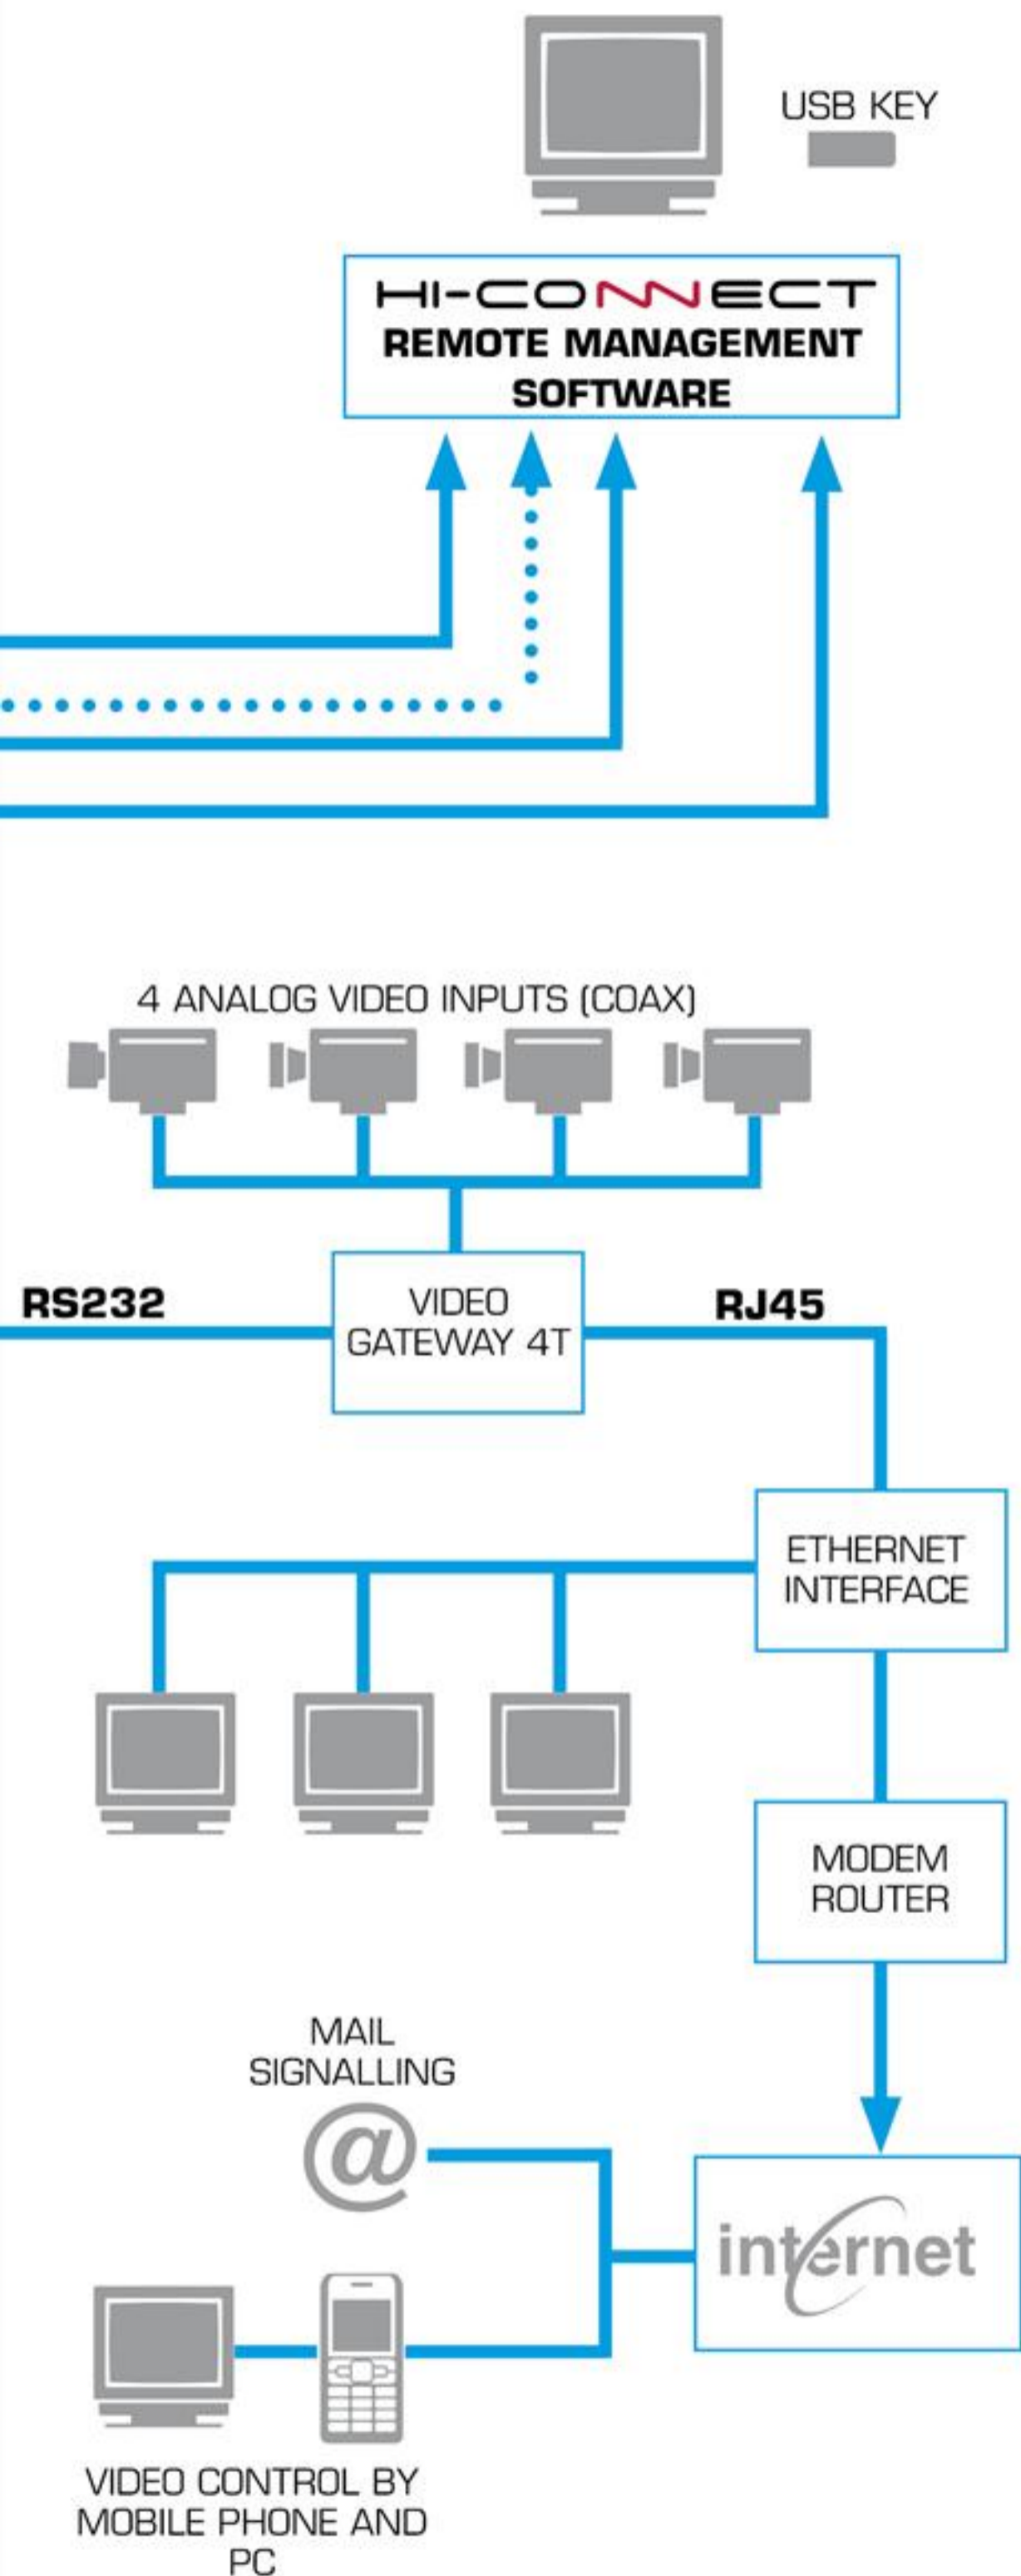 USB KEY
HI-CONNECT
REMOTE MANAGEMENT
SOFTWARE
4 ANALOG VIDEO INPUTS (COAX)
RS232
VIDEO
GATEWAY 4T
RJ45
ETHERNET
INTERFACE
MODEM
ROUTER
MAIL
SIGNALLING
@
internet
VIDEO CONTROL BY
MOBILE PHONE AND
PC